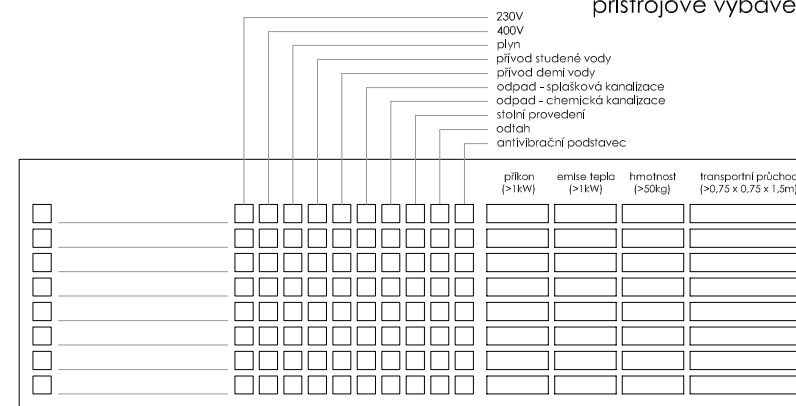 přístrojové vybave
230V
400V
plyn
přívod studené vody
přívod demi vody
odpad - splašková kanalizace
odpad - chemická kanalizace
stolní provedení
odtah
antivibrační podstavec
příkon emise tepla hmotnost transportní průchod
(>1kW) (>1kW) (>50kg) (>0,75 x 0,75 x 1,5m)